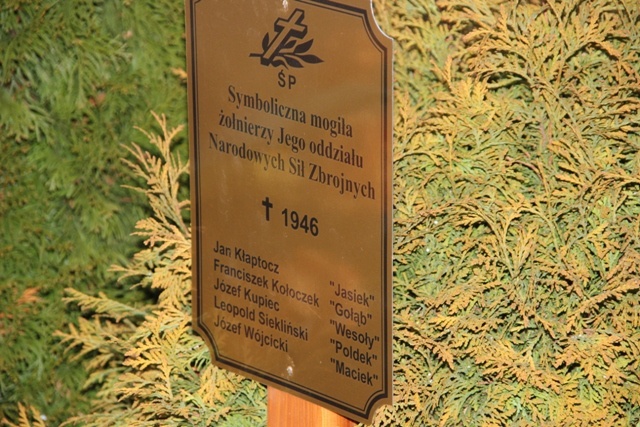 ŚP
Symboliczna mogiła
żołnierzy Jego oddziału
Narodowych Sił Zbrojnych
✝ 1946
Jan Kłaptocz "Jasiek"
Franciszek Kołoczek "Gołąb"
Józef Kupiec "Wesoły"
Leopold Siekliński "Poldek"
Józef Wójcicki "Maciek"